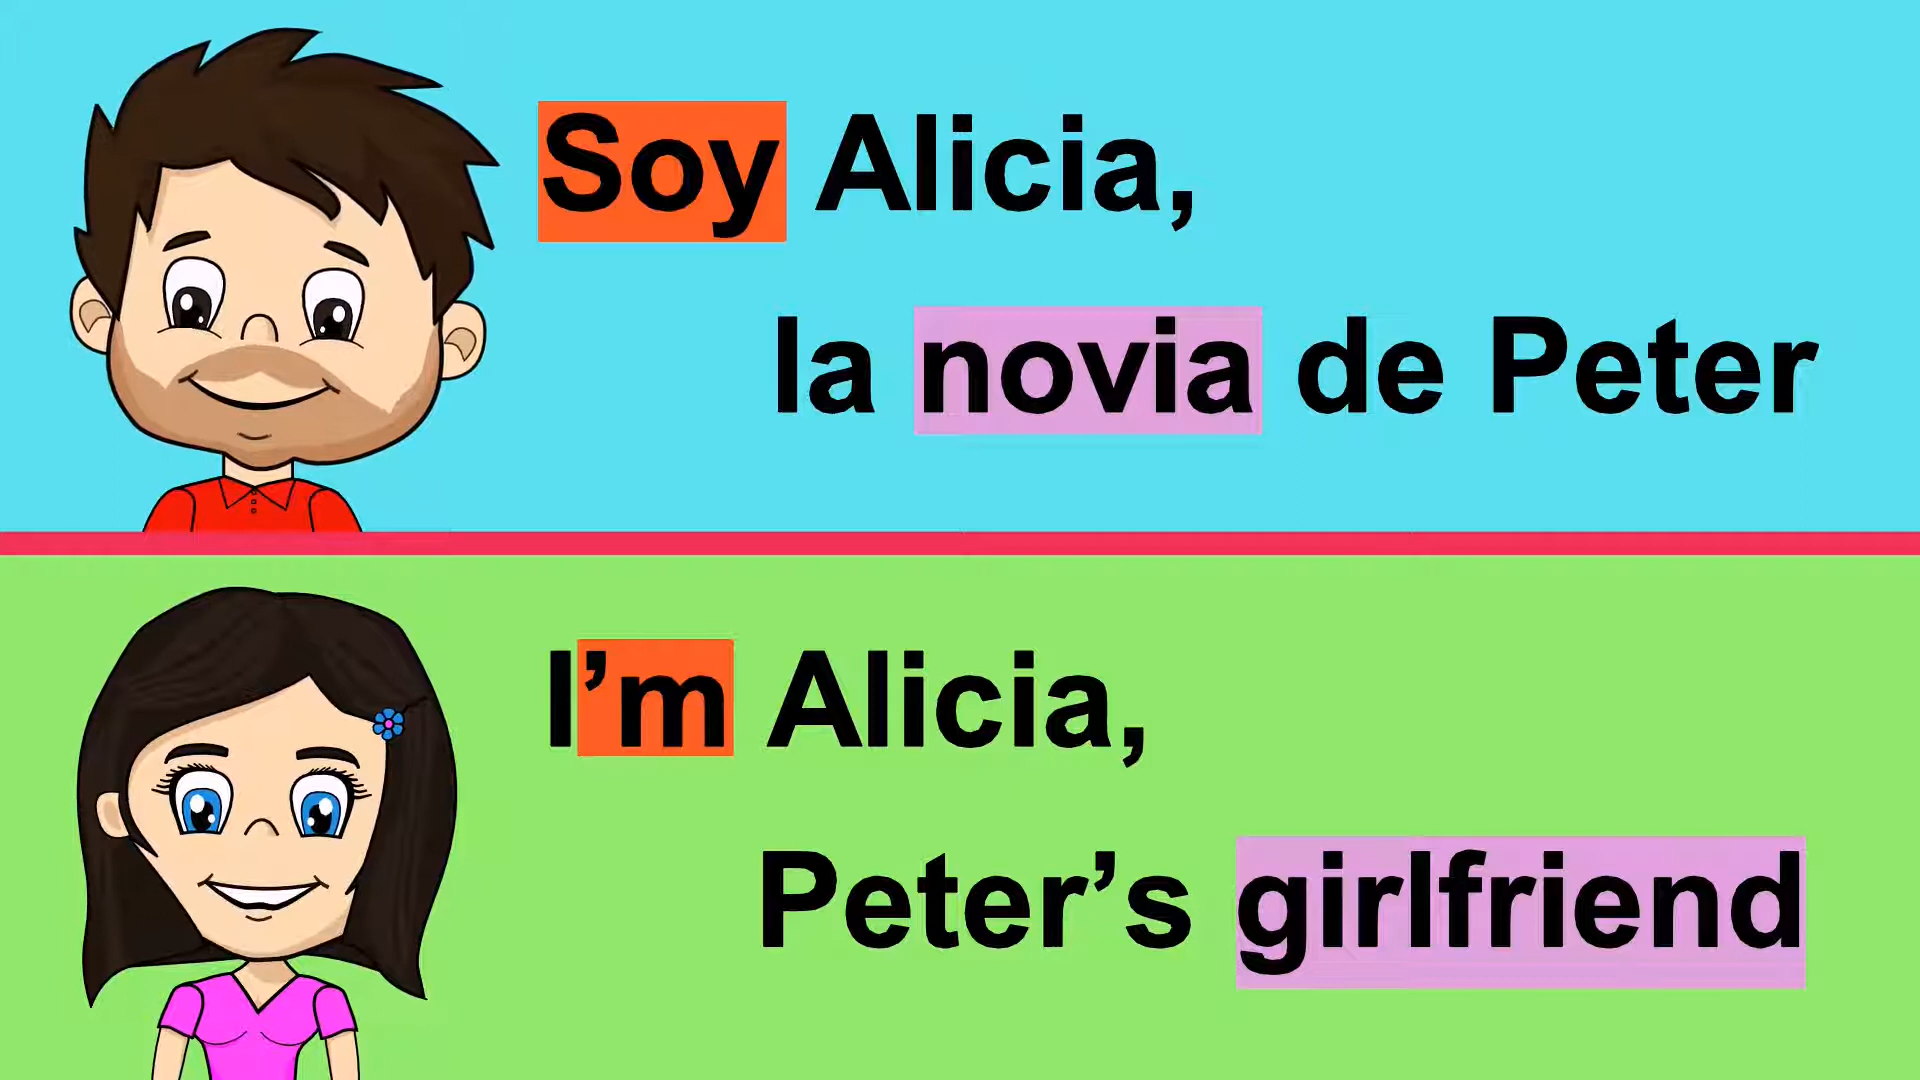 Soy Alicia,
la novia de Peter
I’m Alicia,
Peter’s girlfriend